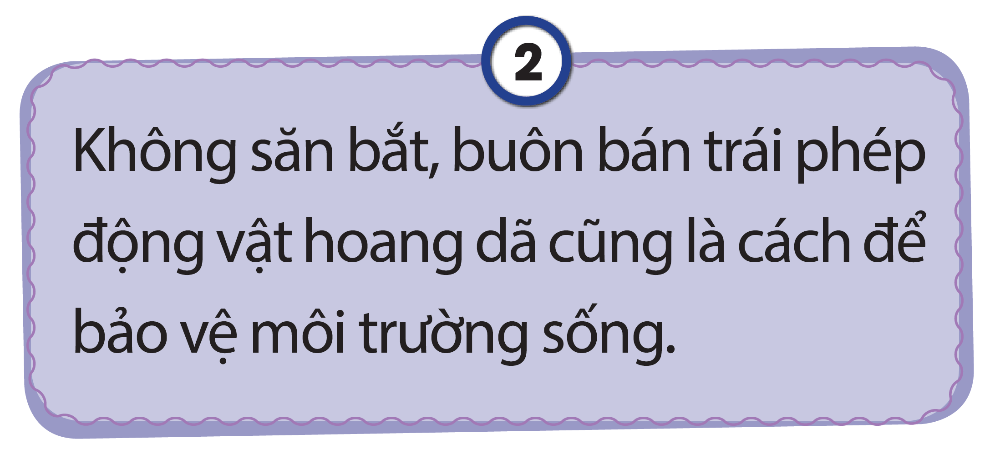 2
Không săn bắt, buôn bán trái phép
động vật hoang dã cũng là cách để
bảo vệ môi trường sống.